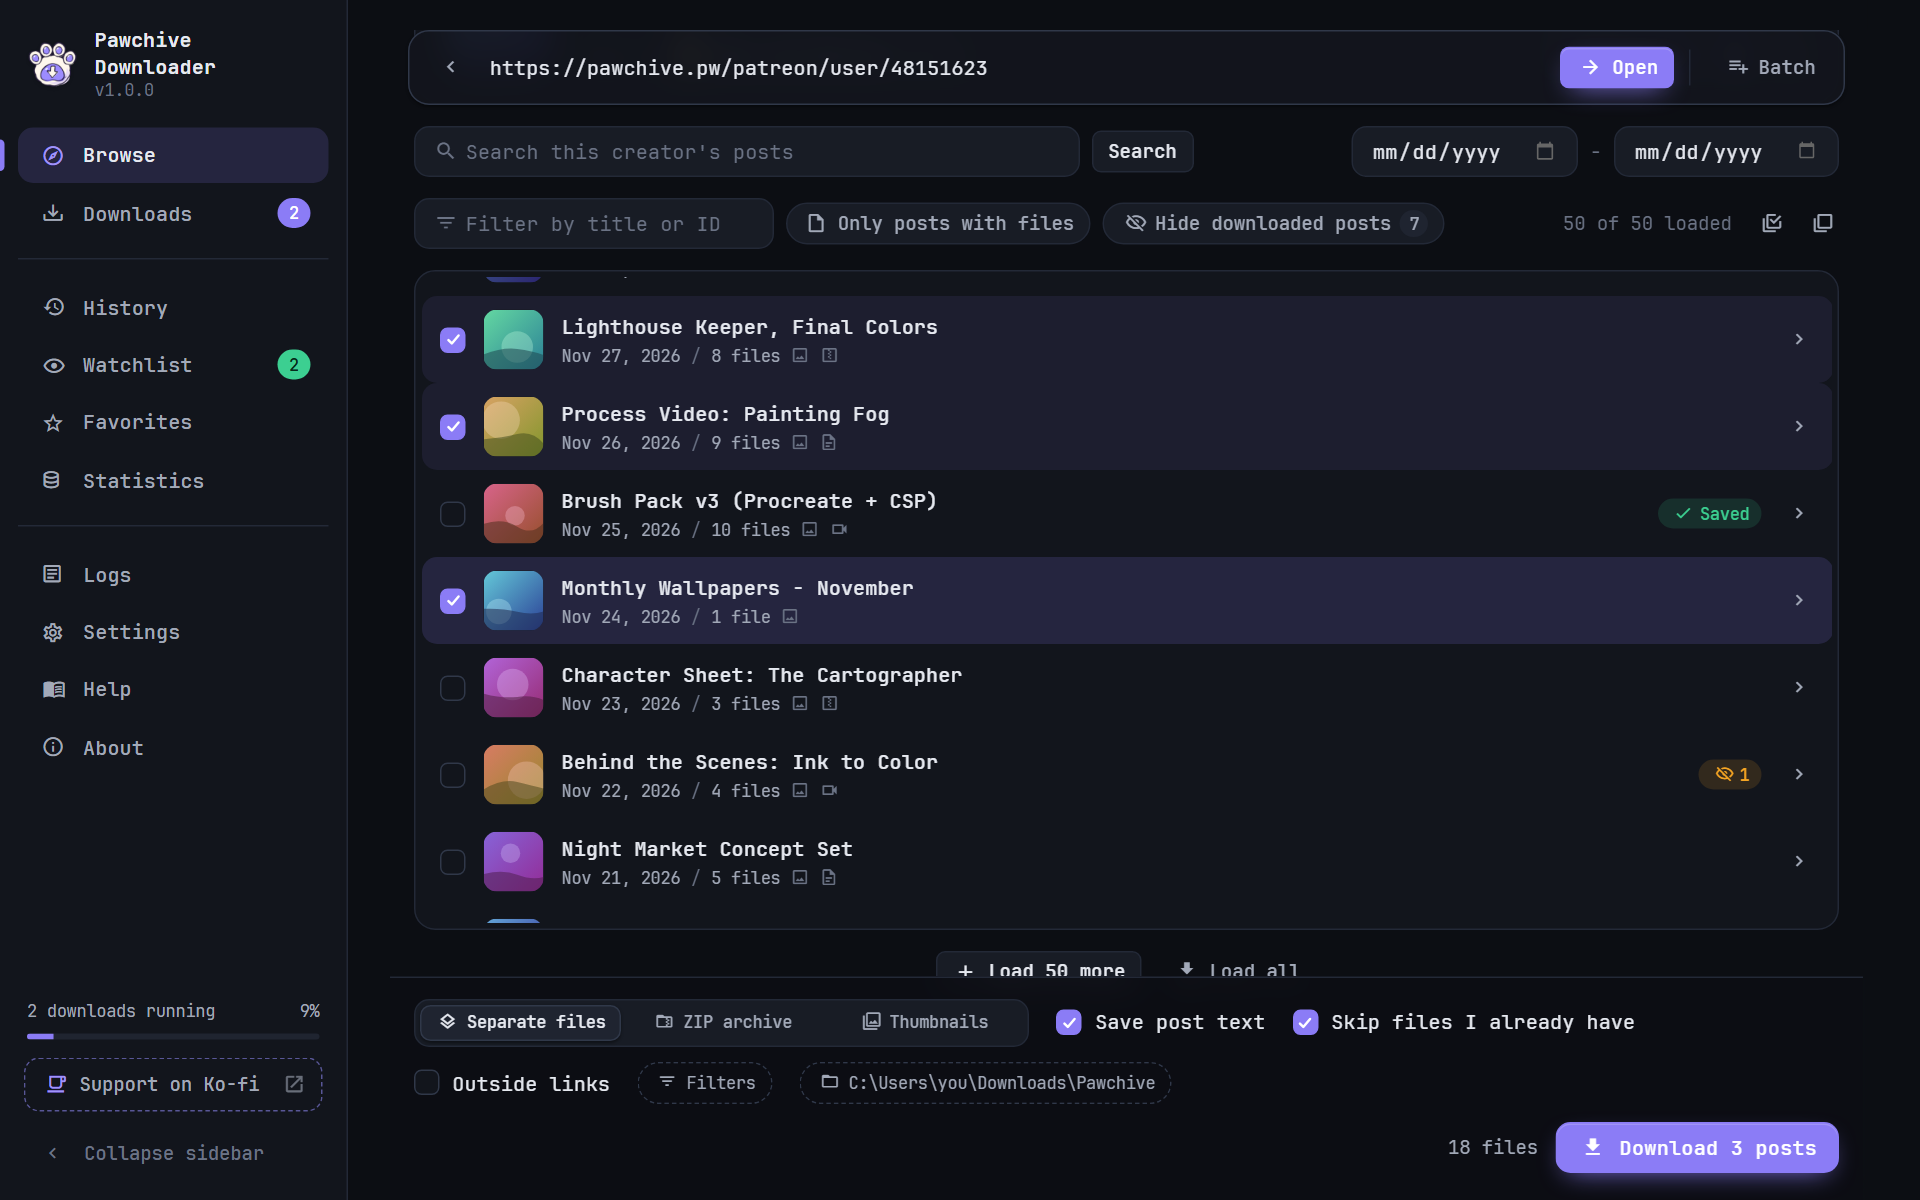 Pawchive
Downloader
v1.0.0
Browse
Downloads 2
History
Watchlist 2
Favorites
Statistics
Logs
Settings
Help
About
2 downloads running 9%
Support on Ko-fi
Collapse sidebar
https://pawchive.pw/patreon/user/48151623
Open
Batch
Search this creator's posts
Search
mm/dd/yyyy - mm/dd/yyyy
Filter by title or ID
Only posts with files
Hide downloaded posts 7
50 of 50 loaded
Lighthouse Keeper, Final Colors
Nov 27, 2026 / 8 files
Process Video: Painting Fog
Nov 26, 2026 / 9 files
Brush Pack v3 (Procreate + CSP)
Nov 25, 2026 / 10 files
Saved
Monthly Wallpapers - November
Nov 24, 2026 / 1 file
Character Sheet: The Cartographer
Nov 23, 2026 / 3 files
Behind the Scenes: Ink to Color
Nov 22, 2026 / 4 files
1
Night Market Concept Set
Nov 21, 2026 / 5 files
Load 50 more
Load all
Separate files
ZIP archive
Thumbnails
Save post text
Skip files I already have
Outside links
Filters
C:\Users\you\Downloads\Pawchive
18 files
Download 3 posts